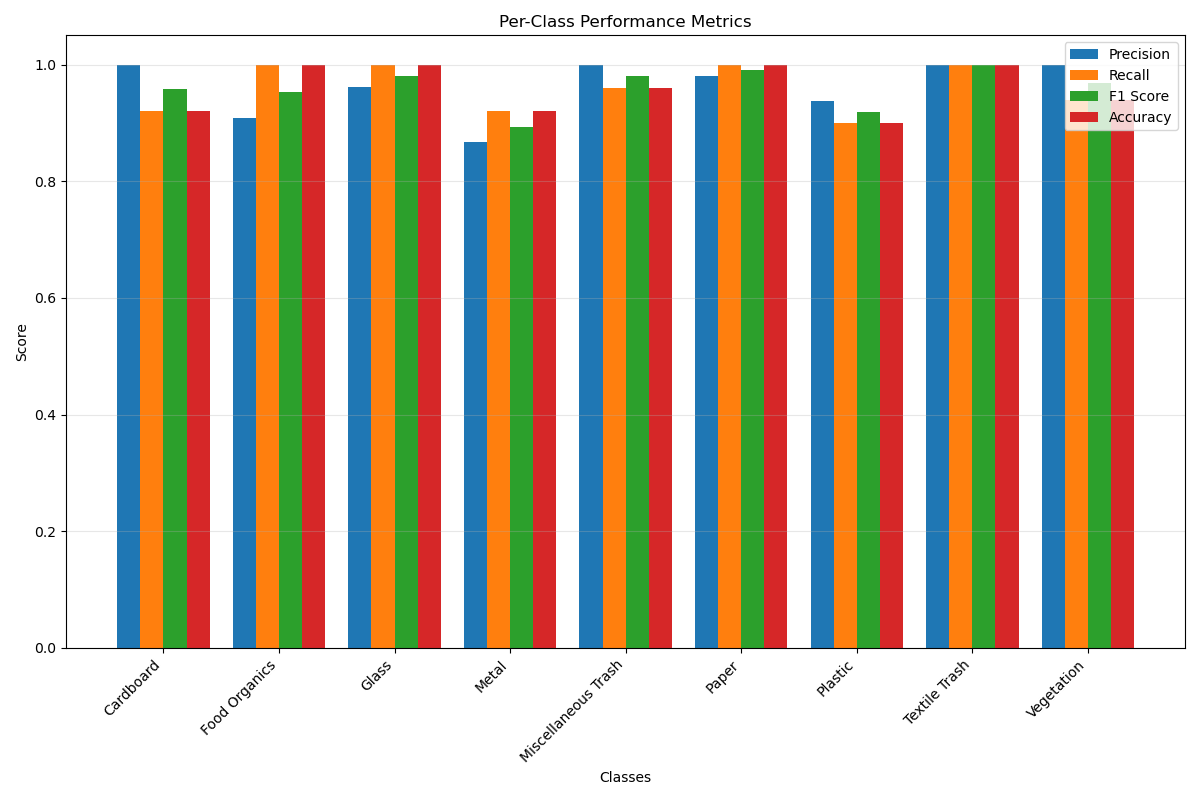 Per-Class Performance Metrics
Precision
Recall
F1 Score
Accuracy
1.0
0.8
0.6
0.4
0.2
0.0
Score
Cardboard
Food Organics
Glass
Metal
Miscellaneous Trash
Paper
Plastic
Textile Trash
Vegetation
Classes